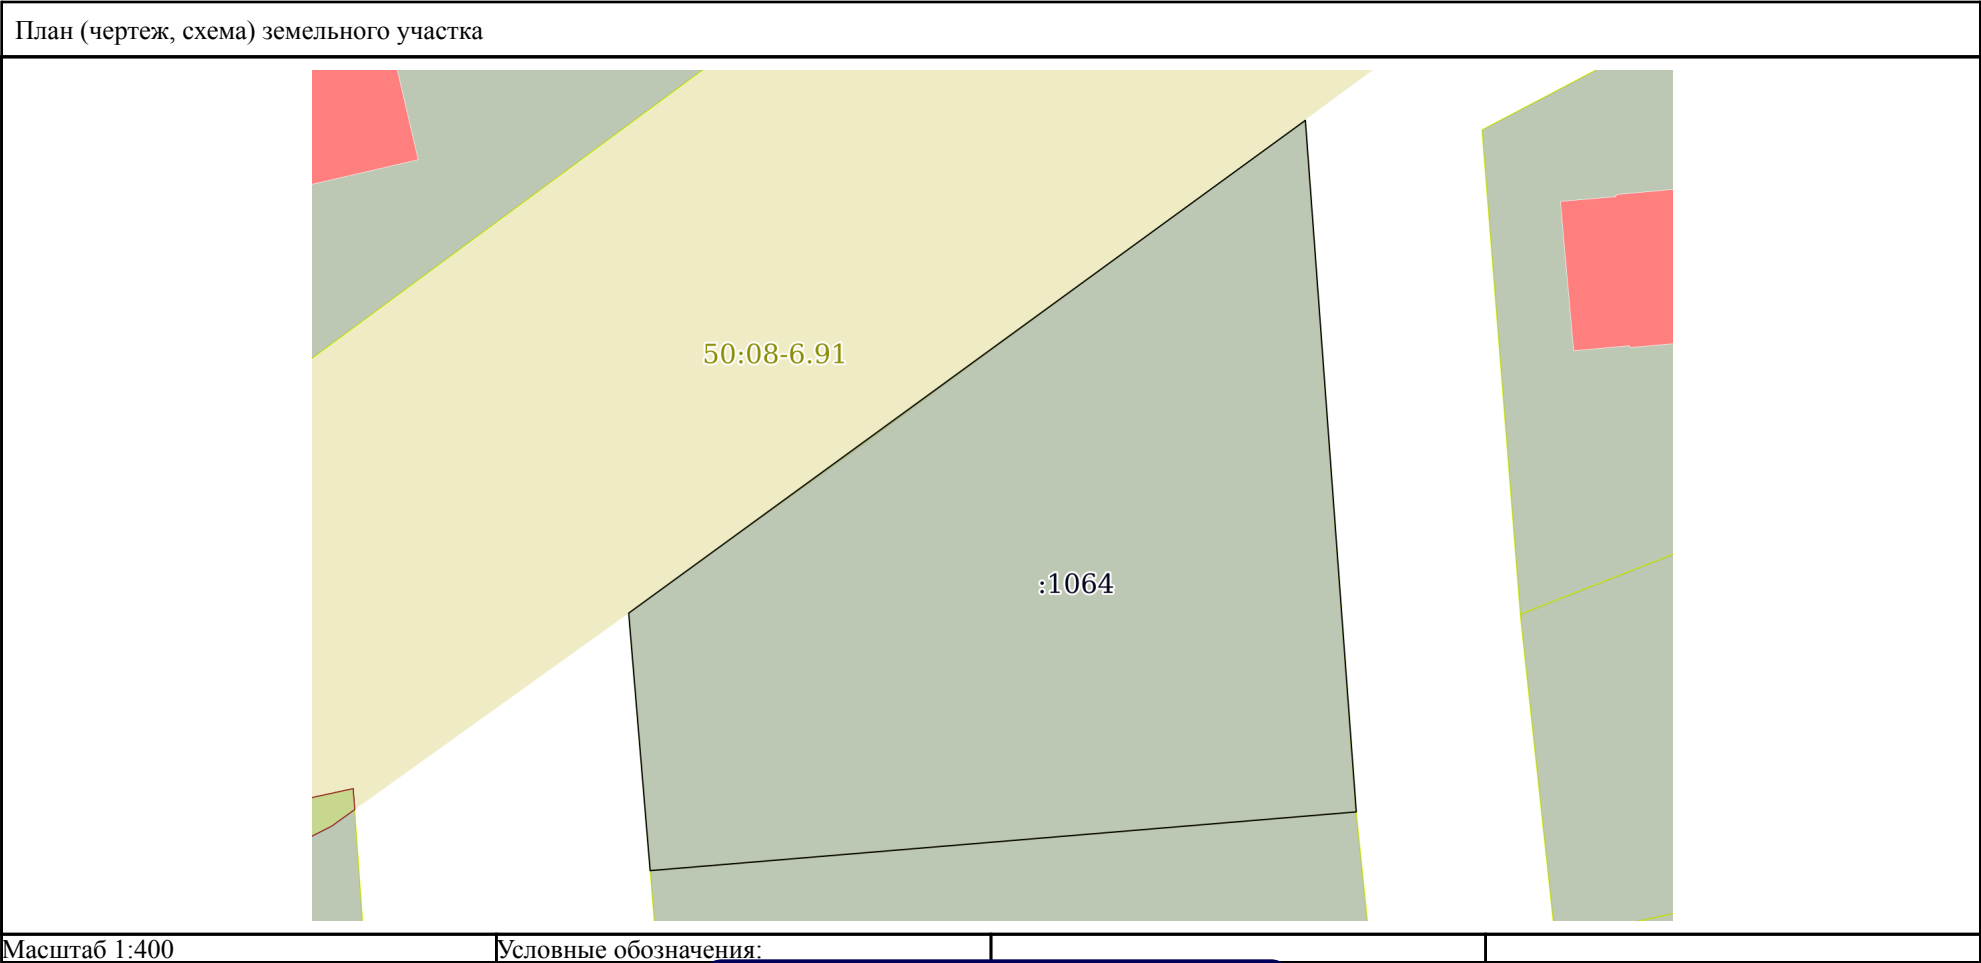 План (чертеж, схема) земельного участка
50:08-6.91
:1064
Масштаб 1:400
Условные обозначения: